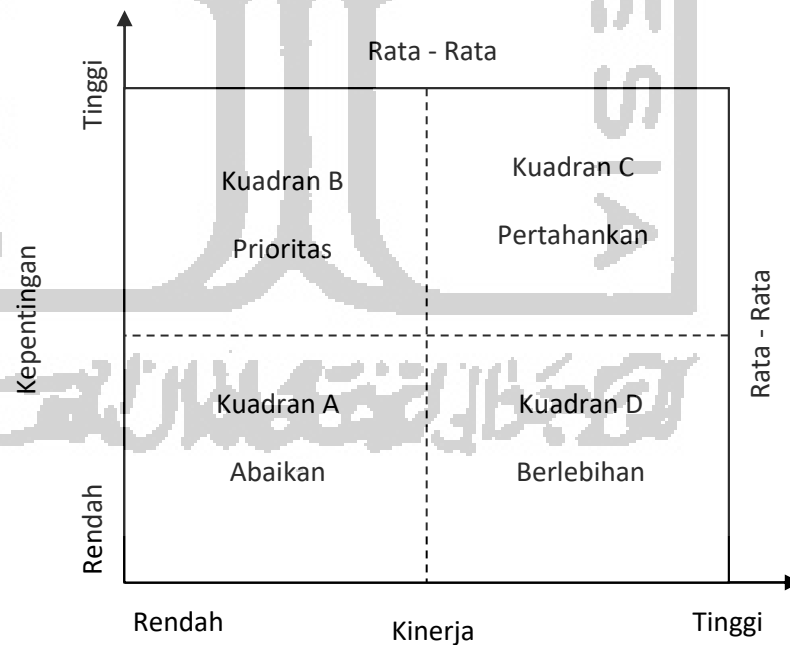 Rata - Rata
Tinggi
Kuadran B
Kuadran C
Prioritas
Pertahankan
Kepentingan
Rata - Rata
Kuadran A
Kuadran D
Abaikan
Berlebihan
Rendah
Rendah
Kinerja
Tinggi